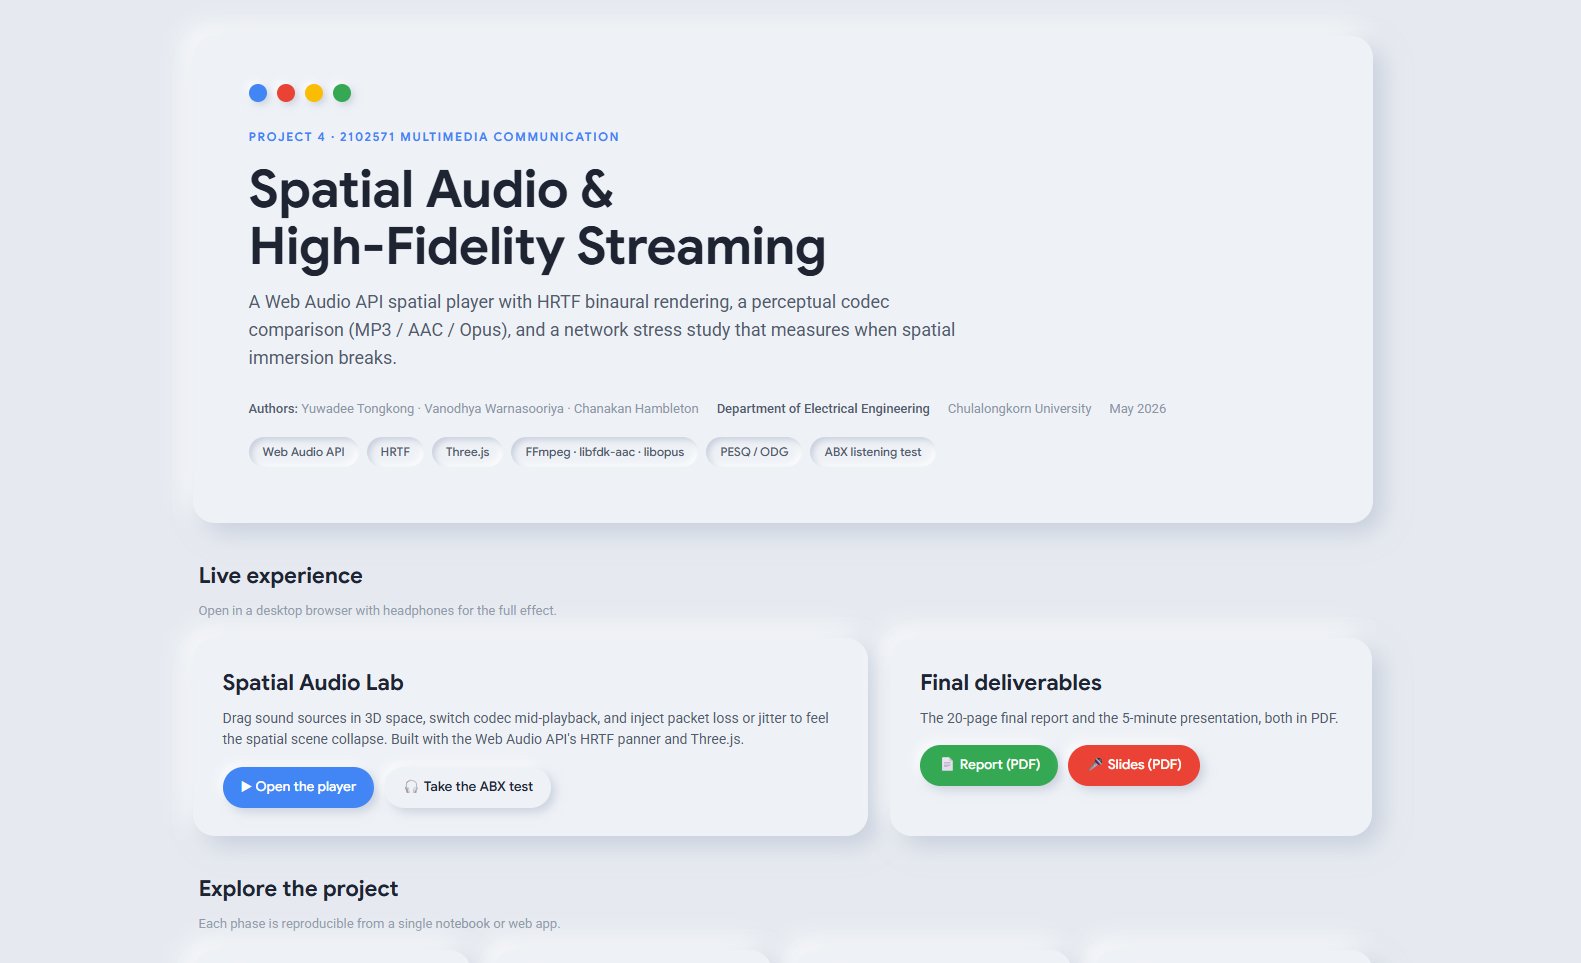 PROJECT 4 · 2102571 MULTIMEDIA COMMUNICATION
Spatial Audio &
High-Fidelity Streaming
A Web Audio API spatial player with HRTF binaural rendering, a perceptual codec
comparison (MP3 / AAC / Opus), and a network stress study that measures when spatial
immersion breaks.
Authors: Yuwadee Tongkong · Vanodhya Warnasooriya · Chanakan Hambleton Department of Electrical Engineering Chulalongkorn University May 2026
Web Audio API HRTF Three.js FFmpeg · libfdk-aac · libopus PESQ / ODG ABX listening test
Live experience
Open in a desktop browser with headphones for the full effect.
Spatial Audio Lab
Drag sound sources in 3D space, switch codec mid-playback, and inject packet loss or jitter to feel
the spatial scene collapse. Built with the Web Audio API's HRTF panner and Three.js.
▶ Open the player 🎧 Take the ABX test
Final deliverables
The 20-page final report and the 5-minute presentation, both in PDF.
📄 Report (PDF) 🎤 Slides (PDF)
Explore the project
Each phase is reproducible from a single notebook or web app.